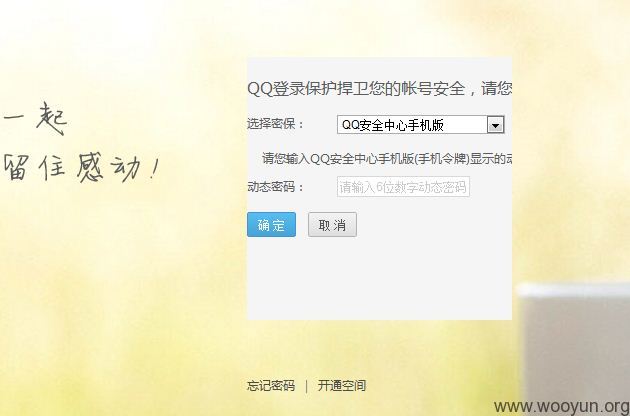 一起
留住感动！
QQ登录保护捍卫您的帐号安全，请您
选择密保：
QQ安全中心手机版
请您输入QQ安全中心手机版(手机令牌)显示的
动态密码：
请输入6位数字动态密码
确定
取消
忘记密码 | 开通空间
www.wooyun.org